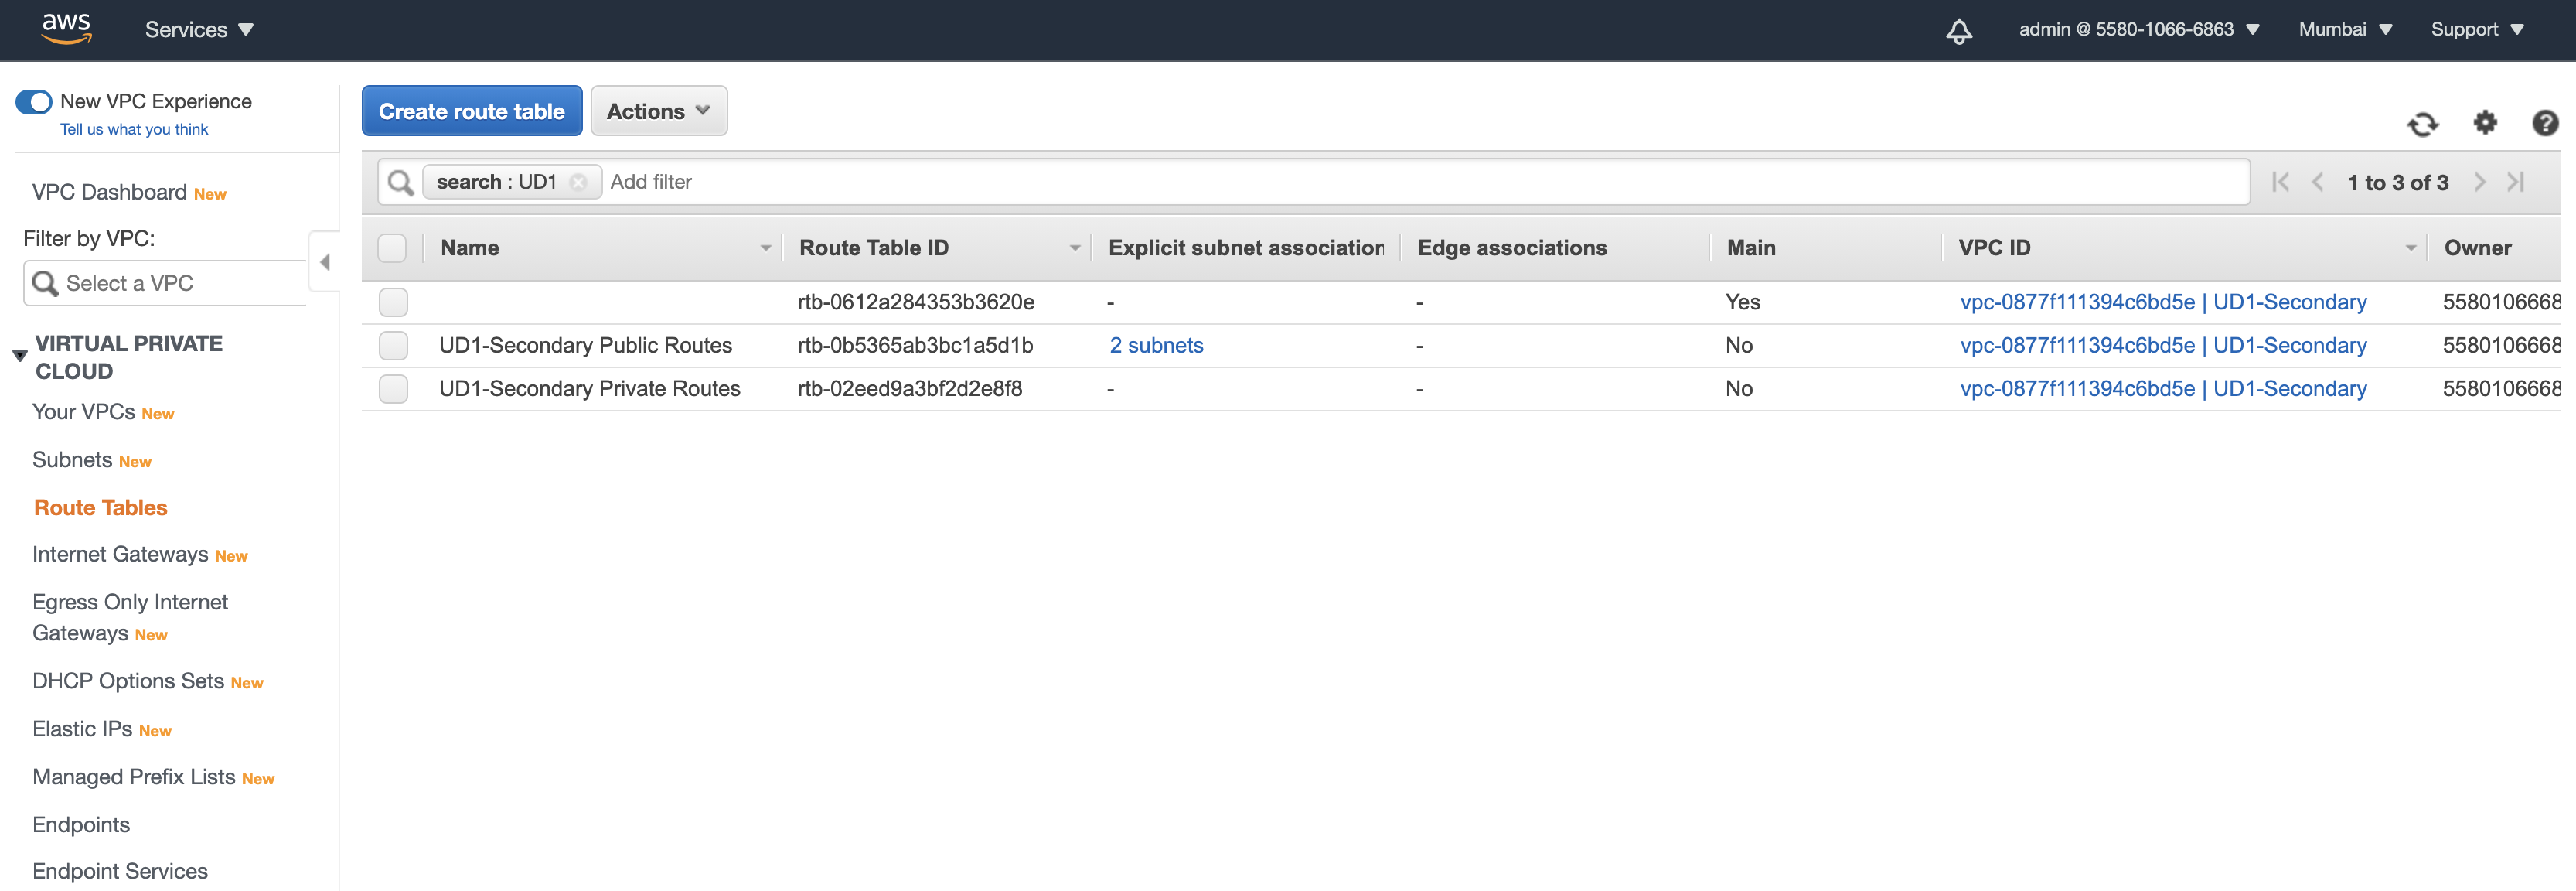 aws Services admin @ 5580-1066-6863 Mumbai Support
New VPC Experience
Tell us what you think
VPC Dashboard New
Filter by VPC:
Select a VPC
VIRTUAL PRIVATE
CLOUD
Your VPCs New
Subnets New
Route Tables
Internet Gateways New
Egress Only Internet
Gateways New
DHCP Options Sets New
Elastic IPs New
Managed Prefix Lists New
Endpoints
Endpoint Services
Create route table Actions
search : UD1 Add filter 1 to 3 of 3
Name Route Table ID Explicit subnet association Edge associations Main VPC ID Owner
rtb-0612a284353b3620e - - Yes vpc-0877f111394c6bd5e | UD1-Secondary 5580106668
UD1-Secondary Public Routes rtb-0b5365ab3bc1a5d1b 2 subnets - No vpc-0877f111394c6bd5e | UD1-Secondary 5580106668
UD1-Secondary Private Routes rtb-02eed9a3bf2d2e8f8 - - No vpc-0877f111394c6bd5e | UD1-Secondary 5580106668